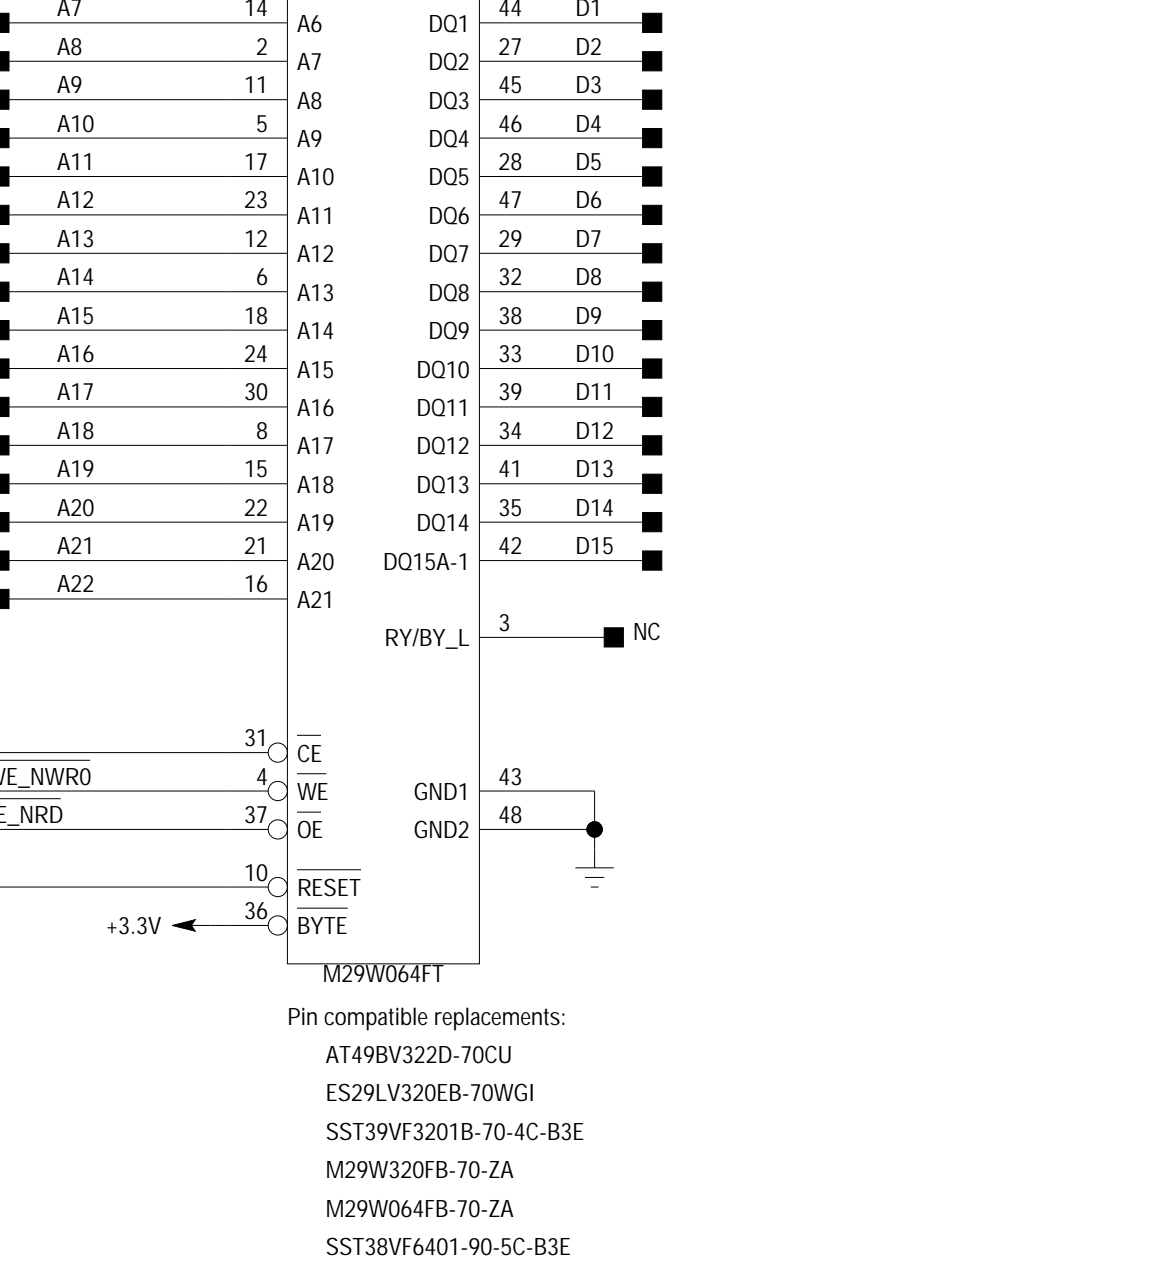 A7 14 A6 DQ1 44 D1
A8 2 A7 DQ2 27 D2
A9 11 A8 DQ3 45 D3
A10 5 A9 DQ4 46 D4
A11 17 A10 DQ5 28 D5
A12 23 A11 DQ6 47 D6
A13 12 A12 DQ7 29 D7
A14 6 A13 DQ8 32 D8
A15 18 A14 DQ9 38 D9
A16 24 A15 DQ10 33 D10
A17 30 A16 DQ11 39 D11
A18 8 A17 DQ12 34 D12
A19 15 A18 DQ13 41 D13
A20 22 A19 DQ14 35 D14
A21 21 A20 DQ15A-1 42 D15
A22 16 A21
RY/BY_L 3 NC
31 CE
WE_NWR0 4 WE GND1 43
E_NRD 37 OE GND2 48
10 RESET
+3.3V 36 BYTE
M29W064FT
Pin compatible replacements:
AT49BV322D-70CU
ES29LV320EB-70WGI
SST39VF3201B-70-4C-B3E
M29W320FB-70-ZA
M29W064FB-70-ZA
SST38VF6401-90-5C-B3E